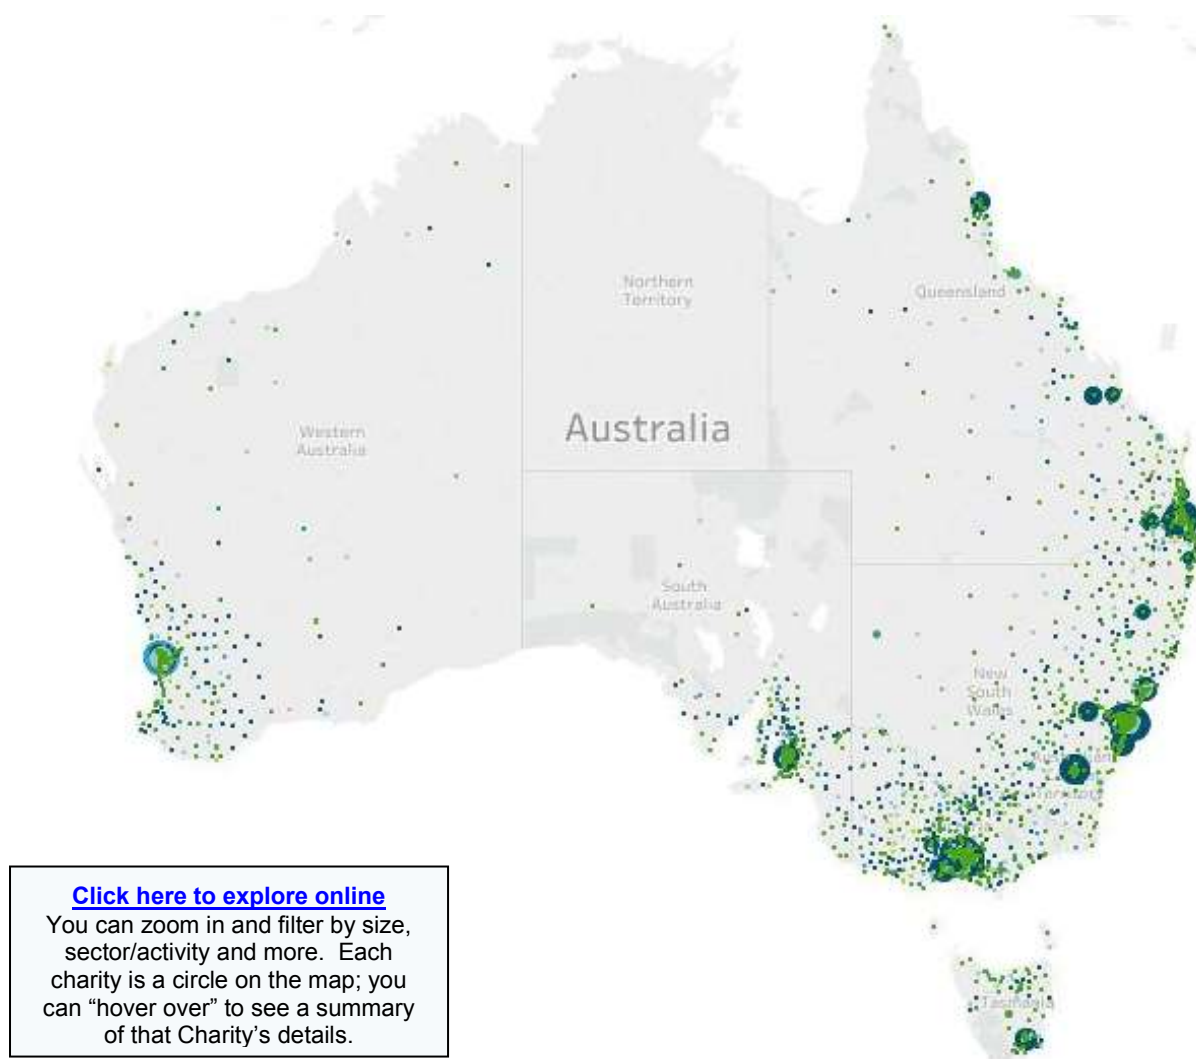 Northern
Territory
Queensland
Australia
Western
Australia
South
Australia
New
South
Wales
Territory
Tasmania
Click here to explore online
You can zoom in and filter by size,
sector/activity and more. Each
charity is a circle on the map; you
can “hover over” to see a summary
of that Charity’s details.